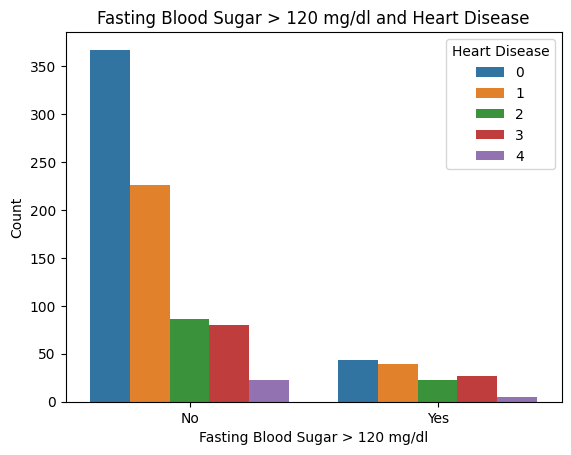 Fasting Blood Sugar > 120 mg/dl and Heart Disease
Heart Disease
0
1
2
3
4
Count
350
300
250
200
150
100
50
0
No
Yes
Fasting Blood Sugar > 120 mg/dl